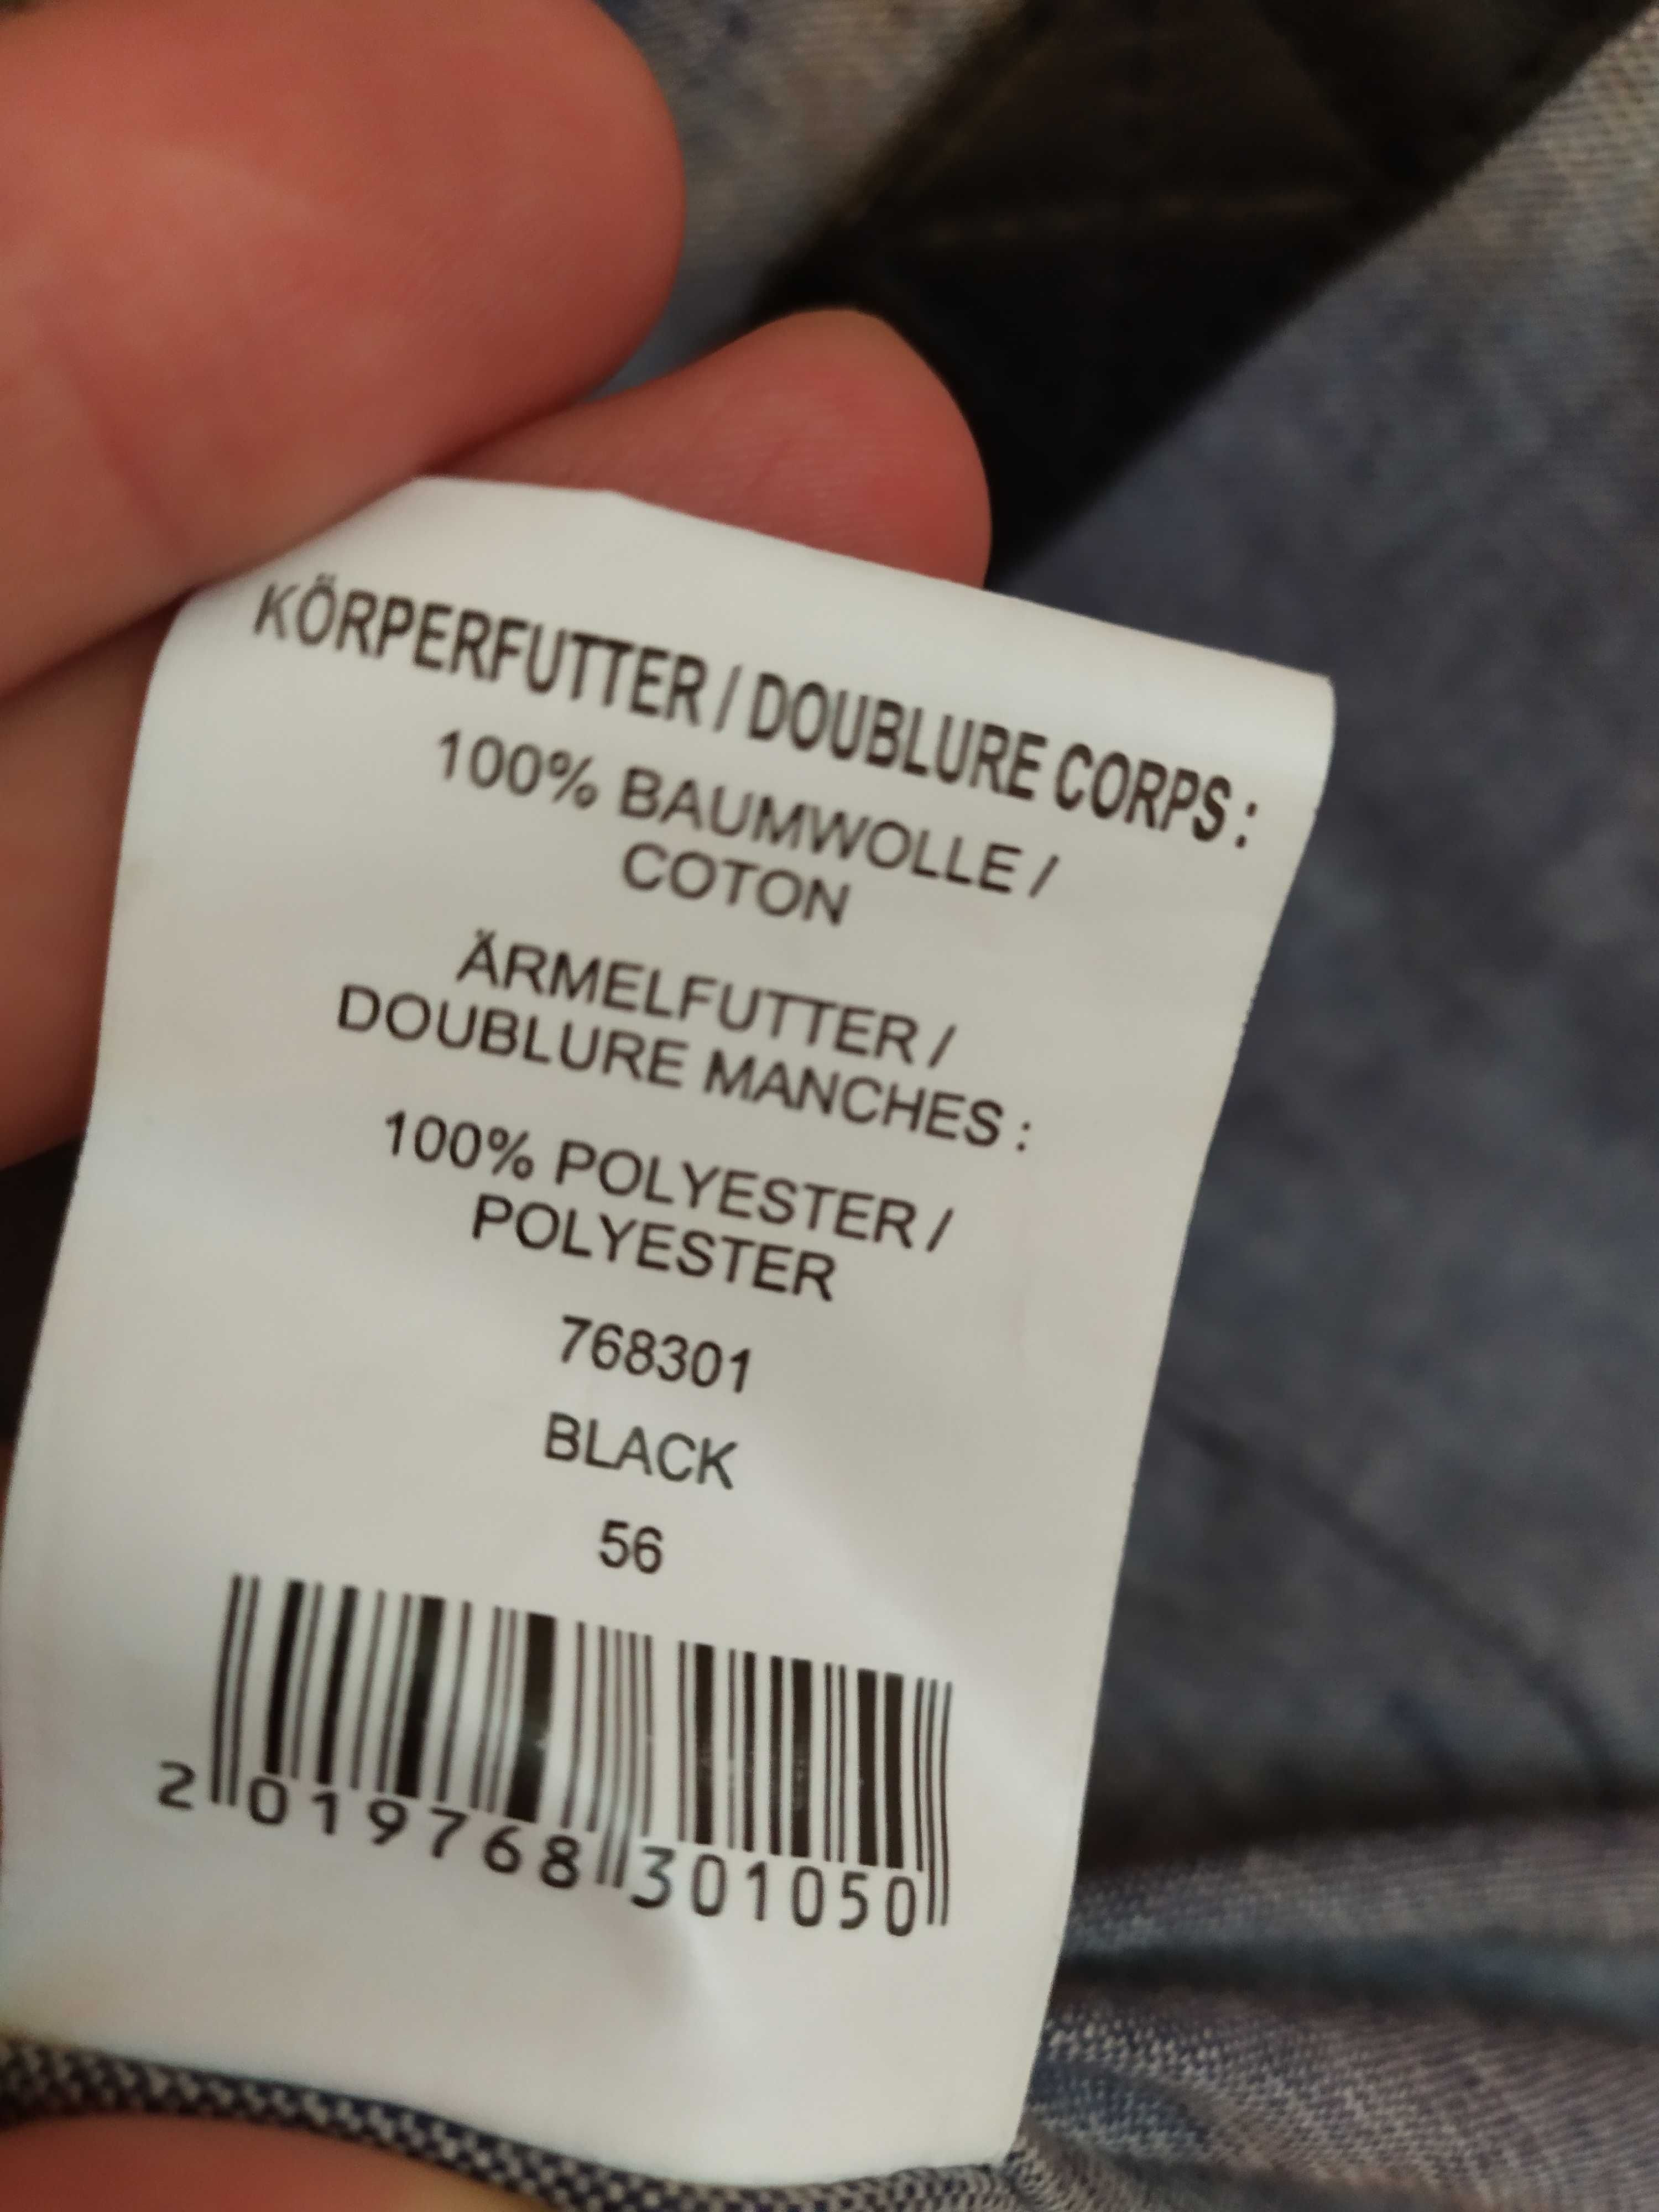 KÖRPERFUTTER / DOUBLURE CORPS :
100% BAUMWOLLE /
COTON
ÄRMELFUTTER /
DOUBLURE MANCHES :
100% POLYESTER /
POLYESTER
768301
BLACK
56
2 019768 301050